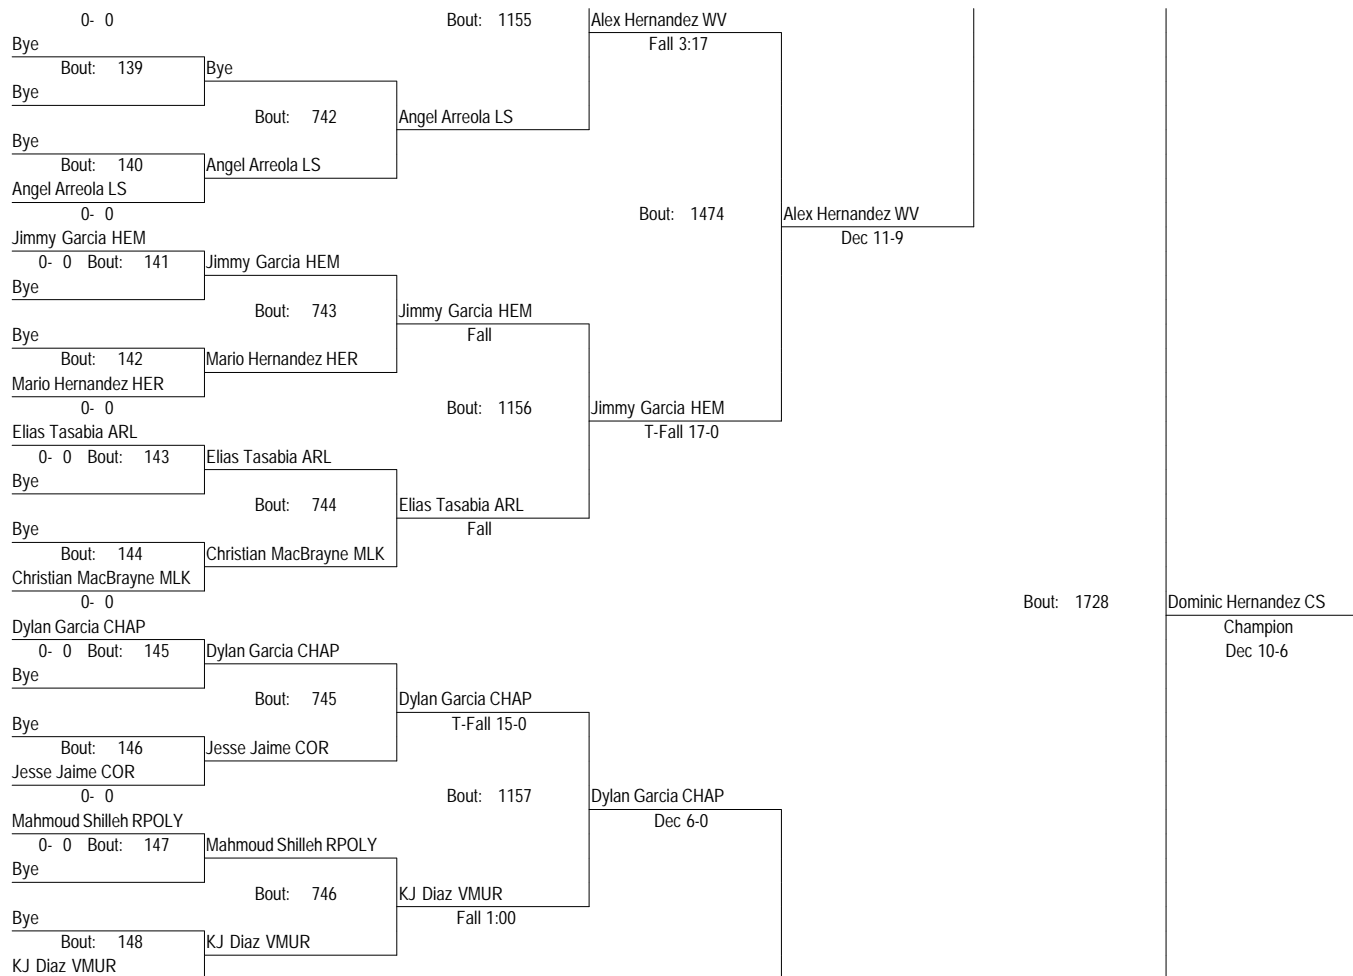 0- 0 Bout: 1155 Alex Hernandez WV
Bye Fall 3:17
Bout: 139 Bye
Bye
Bout: 742 Angel Arreola LS
Bye
Bout: 140 Angel Arreola LS
Angel Arreola LS
0- 0 Bout: 1474 Alex Hernandez WV
Jimmy Garcia HEM Dec 11-9
0- 0 Bout: 141 Jimmy Garcia HEM
Bye
Bout: 743 Jimmy Garcia HEM
Bye Fall
Bout: 142 Mario Hernandez HER
Mario Hernandez HER
0- 0 Bout: 1156 Jimmy Garcia HEM
Elias Tasabia ARL T-Fall 17-0
0- 0 Bout: 143 Elias Tasabia ARL
Bye
Bout: 744 Elias Tasabia ARL
Bye Fall
Bout: 144 Christian MacBrayne MLK
Christian MacBrayne MLK
0- 0 Bout: 1728 Dominic Hernandez CS
Dylan Garcia CHAP Champion
0- 0 Bout: 145 Dylan Garcia CHAP Dec 10-6
Bye
Bout: 745 Dylan Garcia CHAP
Bye T-Fall 15-0
Bout: 146 Jesse Jaime COR
Jesse Jaime COR
0- 0 Bout: 1157 Dylan Garcia CHAP
Mahmoud Shilleh RPOLY Dec 6-0
0- 0 Bout: 147 Mahmoud Shilleh RPOLY
Bye
Bout: 746 KJ Diaz VMUR
Bye Fall 1:00
Bout: 148 KJ Diaz VMUR
KJ Diaz VMUR